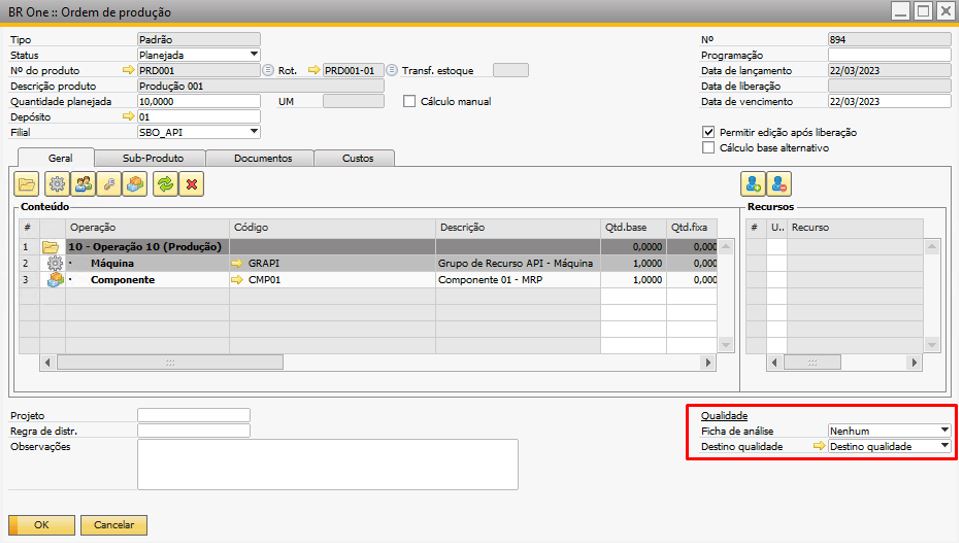 BR One :: Ordem de produção
Tipo Padrão Nº 894
Status Planejada Programação
Nº do produto PRD001 Rot. PRD001-01 Transf. estoque Data de lançamento 22/03/2023
Descrição produto Produção 001 Data de liberação
Quantidade planejada 10,0000 UM Cálculo manual Data de vencimento 22/03/2023
Depósito 01
Filial SBO_API Permitir edição após liberação
Cálculo base alternativo
Geral Sub-Produto Documentos Custos
Conteúdo Recursos
# Operação Código Descrição Qtd.base Qtd.fixa # U.. Recurso
1 10 - Operação 10 (Produção) 0,0000 0,000
2 · Máquina GRAPI Grupo de Recurso API - Máquina 1,0000 0,000
3 · Componente CMP01 Componente 01 - MRP 1,0000 0,000
Projeto Qualidade
Regra de distr. Ficha de análise Nenhum
Observações Destino qualidade Destino qualidade
OK Cancelar